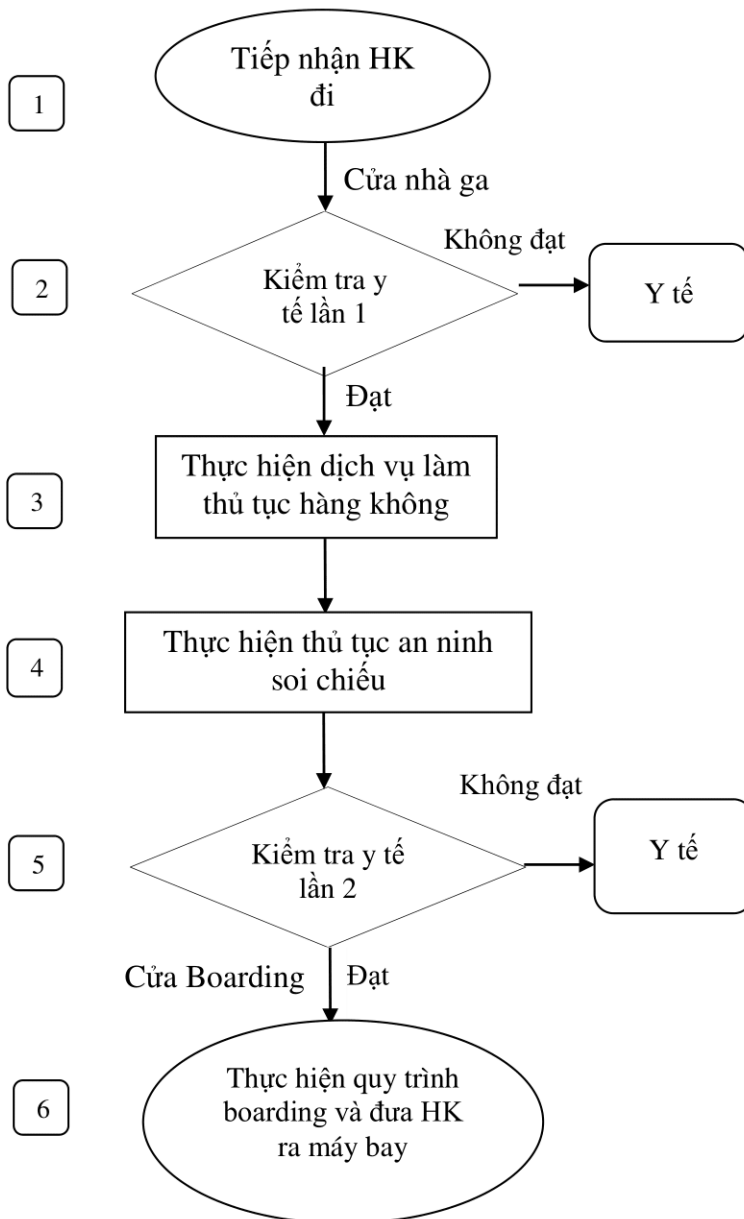 Tiếp nhận HK
đi
1
Cửa nhà ga
Không đạt
Kiểm tra y
tế lần 1
Y tế
2
Đạt
Thực hiện dịch vụ làm
thủ tục hàng không
3
Thực hiện thủ tục an ninh
soi chiếu
4
Không đạt
Kiểm tra y tế
lần 2
Y tế
5
Cửa Boarding
Đạt
Thực hiện quy trình
boarding và đưa HK
ra máy bay
6